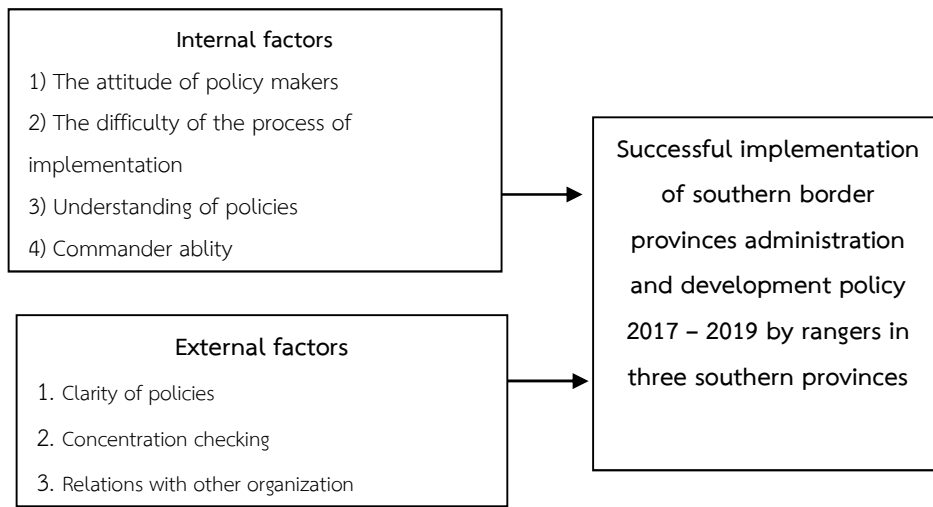 Internal factors
1) The attitude of policy makers
2) The difficulty of the process of
implementation
3) Understanding of policies
4) Commander ablity
External factors
1. Clarity of policies
2. Concentration checking
3. Relations with other organization
Successful implementation
of southern border
provinces administration
and development policy
2017 – 2019 by rangers in
three southern provinces